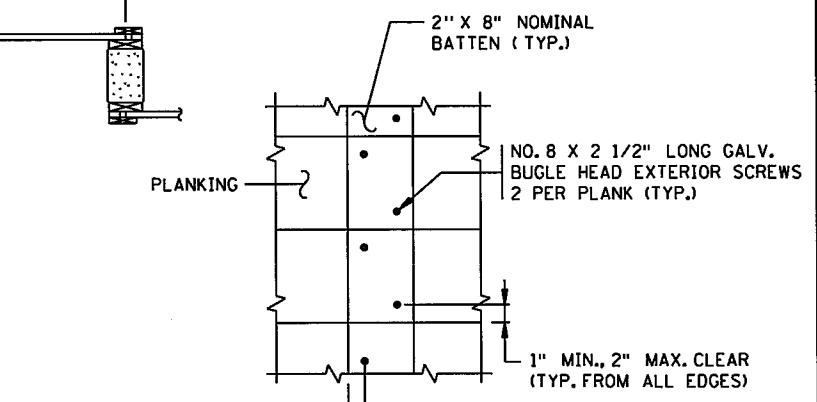 2" X 8" NOMINAL
BATTEN (TYP.)
PLANKING
NO. 8 X 2 1/2" LONG GALV.
BUGLE HEAD EXTERIOR SCREWS
2 PER PLANK (TYP.)
1" MIN., 2" MAX. CLEAR
(TYP. FROM ALL EDGES)